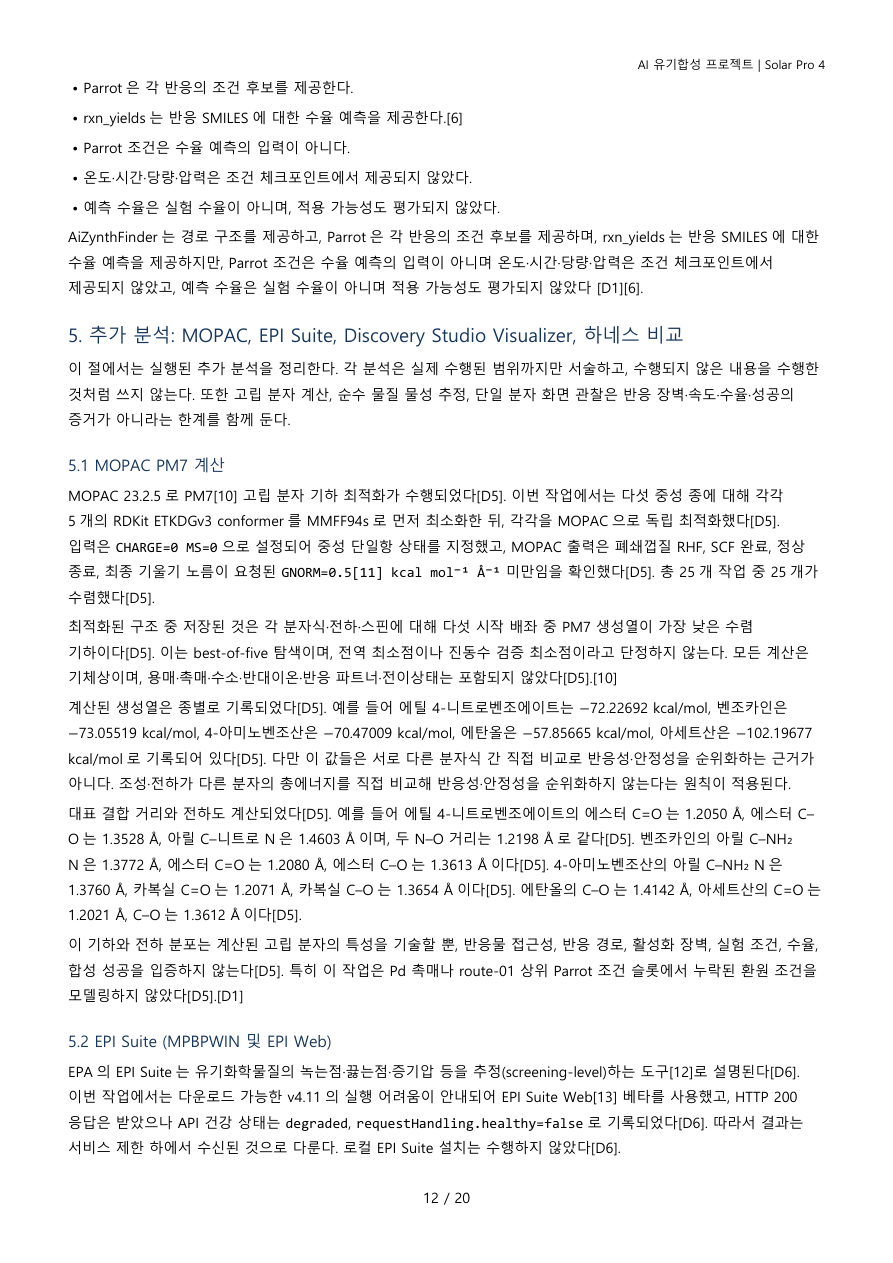 AI 유기합성 프로젝트 | Solar Pro 4
• Parrot 은 각 반응의 조건 후보를 제공한다.
• rxn_yields 는 반응 SMILES 에 대한 수율 예측을 제공한다.[6]
• Parrot 조건은 수율 예측의 입력이 아니다.
• 온도·시간·당량·압력은 조건 체크포인트에서 제공되지 않았다.
• 예측 수율은 실험 수율이 아니며, 적용 가능성도 평가되지 않았다.
AiZynthFinder 는 경로 구조를 제공하고, Parrot 은 각 반응의 조건 후보를 제공하며, rxn_yields 는 반응 SMILES 에 대한
수율 예측을 제공하지만, Parrot 조건은 수율 예측의 입력이 아니며 온도·시간·당량·압력은 조건 체크포인트에서
제공되지 않았고, 예측 수율은 실험 수율이 아니며 적용 가능성도 평가되지 않았다 [D1][6].
5. 추가 분석: MOPAC, EPI Suite, Discovery Studio Visualizer, 하네스 비교
이 절에서는 실행된 추가 분석을 정리한다. 각 분석은 실제 수행된 범위까지만 서술하고, 수행되지 않은 내용을 수행한
것처럼 쓰지 않는다. 또한 고립 분자 계산, 순수 물질 물성 추정, 단일 분자 화면 관찰은 반응 장벽·속도·수율·성공의
증거가 아니라는 한계를 함께 둔다.
5.1 MOPAC PM7 계산
MOPAC 23.2.5 로 PM7[10] 고립 분자 기하 최적화가 수행되었다[D5]. 이번 작업에서는 다섯 중성 종에 대해 각각
5 개의 RDKit ETKDGv3 conformer 를 MMFF94s 로 먼저 최소화한 뒤, 각각을 MOPAC 으로 독립 최적화했다[D5].
입력은 CHARGE=0 MS=0 으로 설정되어 중성 단일항 상태를 지정했고, MOPAC 출력은 폐쇄껍질 RHF, SCF 완료, 정상
종료, 최종 기울기 노름이 요청된 GNORM=0.5[11] kcal mol⁻¹ Å⁻¹ 미만임을 확인했다[D5]. 총 25 개 작업 중 25 개가
수렴했다[D5].
최적화된 구조 중 저장된 것은 각 분자식·전하·스핀에 대해 다섯 시작 배좌 중 PM7 생성열이 가장 낮은 수렴
기하이다[D5]. 이는 best-of-five 탐색이며, 전역 최소점이나 진동수 검증 최소점이라고 단정하지 않는다. 모든 계산은
기체상이며, 용매·촉매·수소·반대이온·반응 파트너·전이상태는 포함되지 않았다[D5].[10]
계산된 생성열은 종별로 기록되었다[D5]. 예를 들어 에틸 4-니트로벤조에이트는 −72.22692 kcal/mol, 벤조카인은
−73.05519 kcal/mol, 4-아미노벤조산은 −70.47009 kcal/mol, 에탄올은 −57.85665 kcal/mol, 아세트산은 −102.19677
kcal/mol 로 기록되어 있다[D5]. 다만 이 값들은 서로 다른 분자식 간 직접 비교로 반응성·안정성을 순위화하는 근거가
아니다. 조성·전하가 다른 분자의 총에너지를 직접 비교해 반응성·안정성을 순위화하지 않는다는 원칙이 적용된다.
대표 결합 거리와 전하도 계산되었다[D5]. 예를 들어 에틸 4-니트로벤조에이트의 에스터 C=O 는 1.2050 Å, 에스터 C–
O 는 1.3528 Å, 아릴 C–니트로 N 은 1.4603 Å 이며, 두 N–O 거리는 1.2198 Å 로 같다[D5]. 벤조카인의 아릴 C–NH₂
N 은 1.3772 Å, 에스터 C=O 는 1.2080 Å, 에스터 C–O 는 1.3613 Å 이다[D5]. 4-아미노벤조산의 아릴 C–NH₂ N 은
1.3760 Å, 카복실 C=O 는 1.2071 Å, 카복실 C–O 는 1.3654 Å 이다[D5]. 에탄올의 C–O 는 1.4142 Å, 아세트산의 C=O 는
1.2021 Å, C–O 는 1.3612 Å 이다[D5].
이 기하와 전하 분포는 계산된 고립 분자의 특성을 기술할 뿐, 반응물 접근성, 반응 경로, 활성화 장벽, 실험 조건, 수율,
합성 성공을 입증하지 않는다[D5]. 특히 이 작업은 Pd 촉매나 route-01 상위 Parrot 조건 슬롯에서 누락된 환원 조건을
모델링하지 않았다[D5].[D1]
5.2 EPI Suite (MPBPWIN 및 EPI Web)
EPA 의 EPI Suite 는 유기화학물질의 녹는점·끓는점·증기압 등을 추정(screening-level)하는 도구[12]로 설명된다[D6].
이번 작업에서는 다운로드 가능한 v4.11 의 실행 어려움이 안내되어 EPI Suite Web[13] 베타를 사용했고, HTTP 200
응답은 받았으나 API 건강 상태는 degraded, requestHandling.healthy=false 로 기록되었다[D6]. 따라서 결과는
서비스 제한 하에서 수신된 것으로 다룬다. 로컬 EPI Suite 설치는 수행하지 않았다[D6].
12 / 20